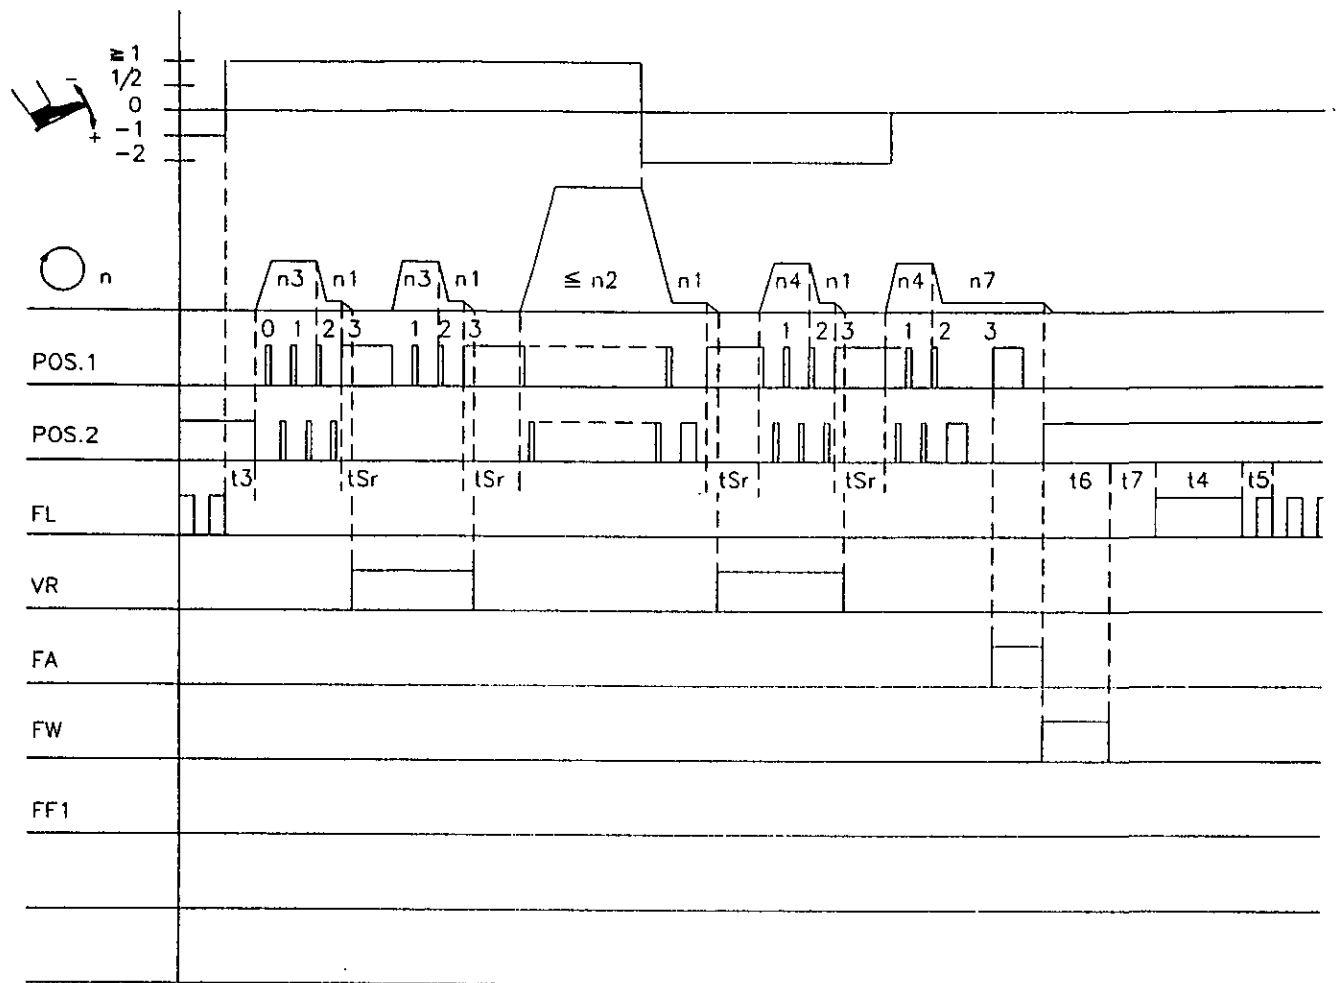 ≧ 1
1/2
0
-1
-2
- +
n
n3 n1 n3 n1 ≦ n2 n1 n4 n1 n4 n7
0 1 2 3 1 2 3 1 2 3 1 2 3
POS.1
POS.2
t3 tSr tSr tSr tSr t6 t7 t4 t5
FL
VR
FA
FW
FF1